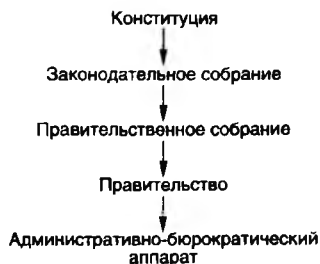 Конституция
Законодательное собрание
Правительственное собрание
Правительство
Административно-бюрократический
аппарат